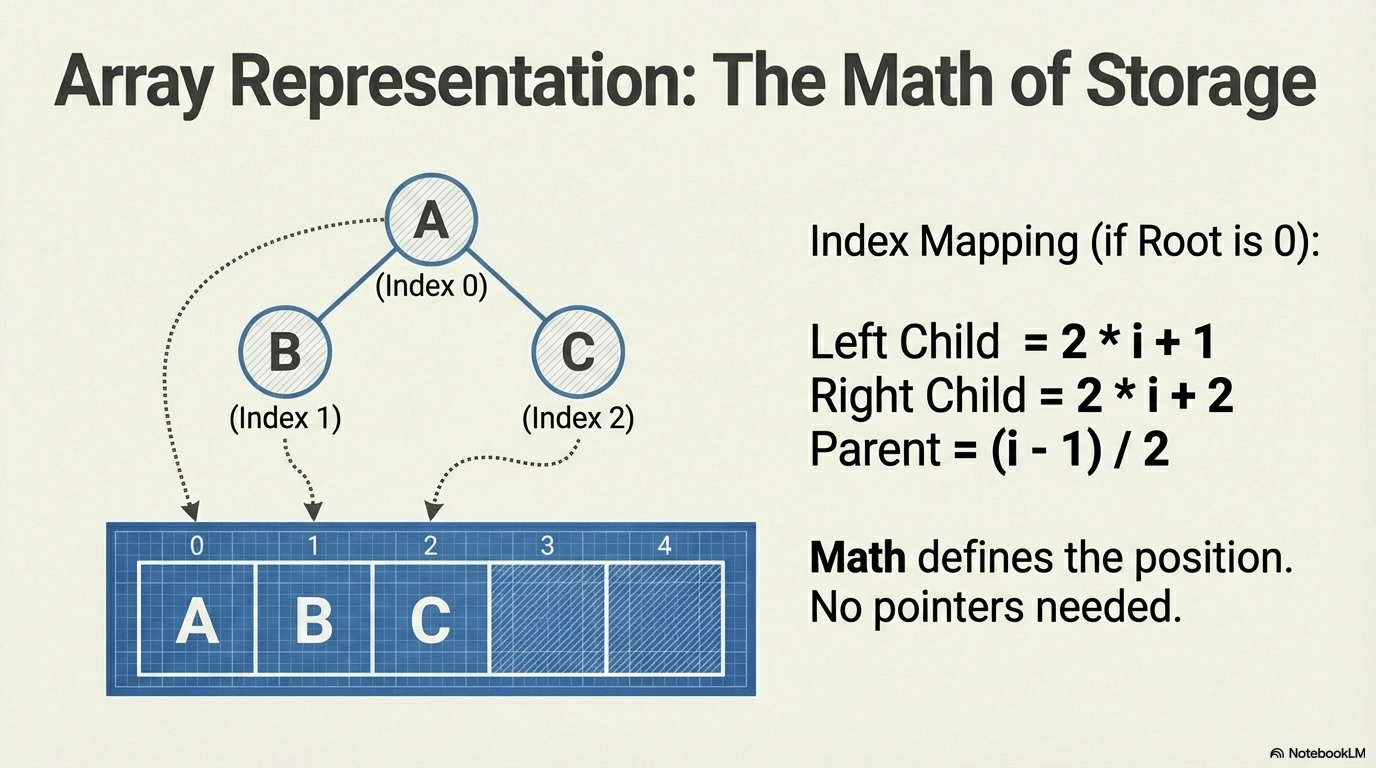 Array Representation: The Math of Storage
A
(Index 0)
B
C
(Index 1)
(Index 2)
0 1 2 3 4
A B C
Index Mapping (if Root is 0):
Left Child = 2 * i + 1
Right Child = 2 * i + 2
Parent = (i - 1) / 2
Math defines the position.
No pointers needed.
NotebookLM